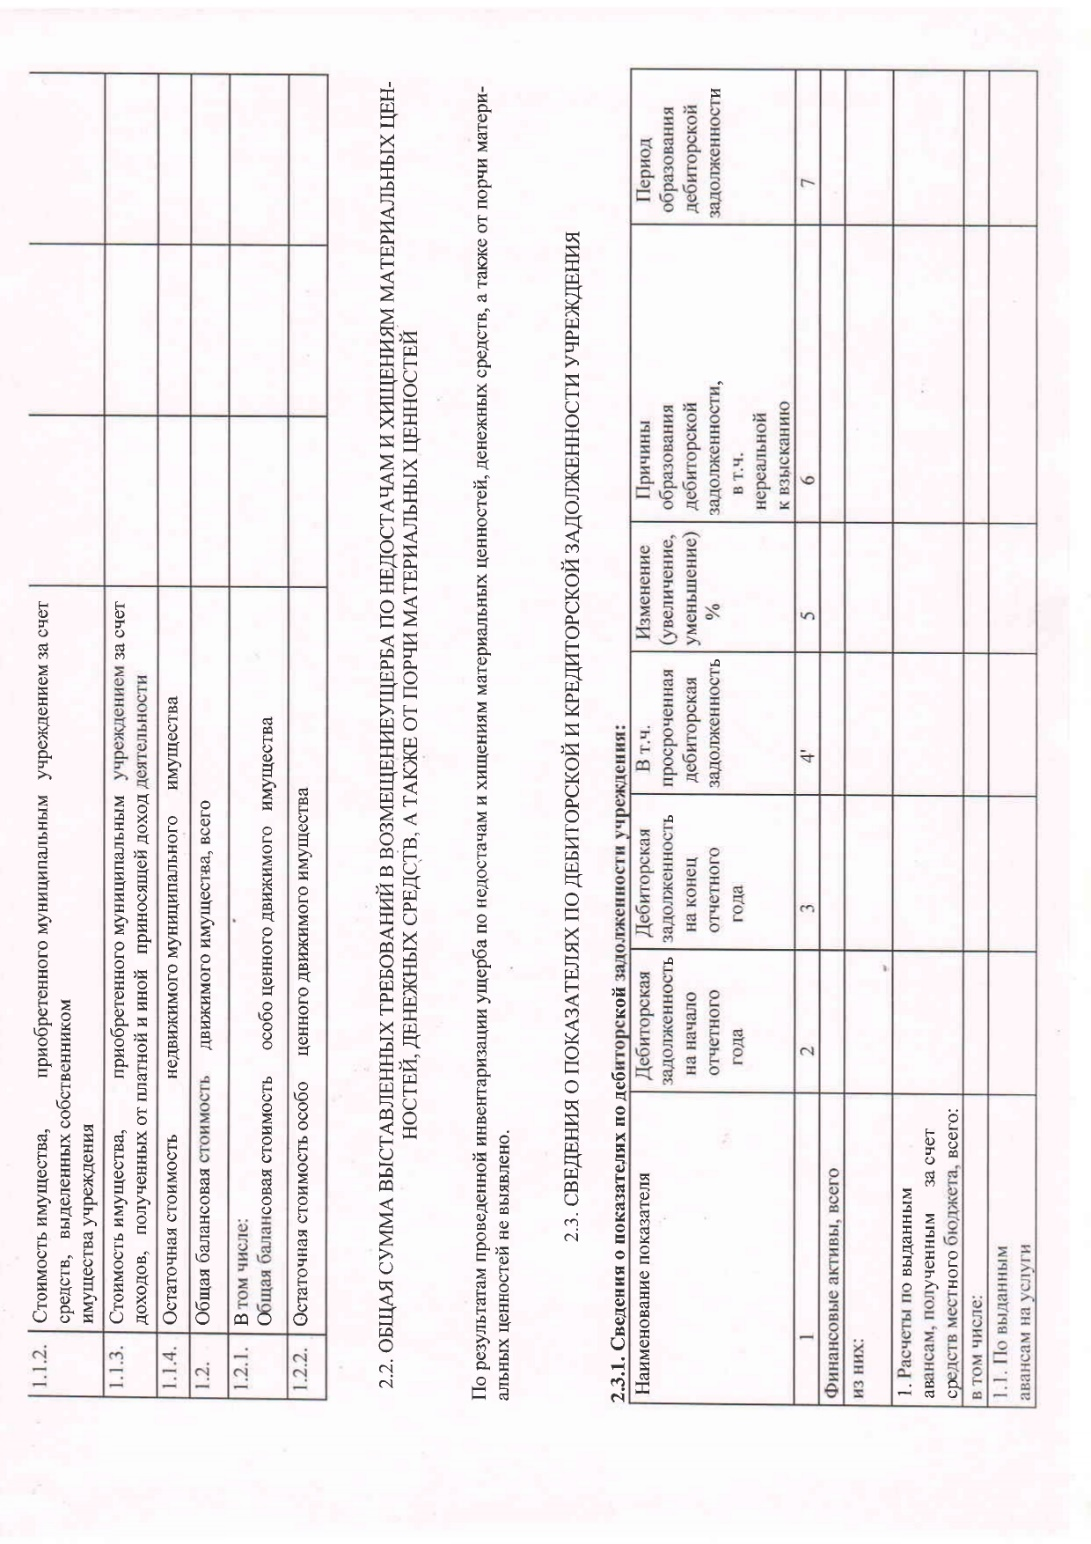 1.1.2. Стоимость имущества, приобретенного муниципальным учреждением за счет
средств, выделенных собственником
имущества учреждения
1.1.3. Стоимость имущества, приобретенного муниципальным учреждением за счет
доходов, полученных от платной и иной приносящей доход деятельности
1.1.4. Остаточная стоимость недвижимого муниципального имущества
1.2. Общая балансовая стоимость движимого имущества, всего
1.2.1. В том числе:
Общая балансовая стоимость особо ценного движимого имущества
1.2.2. Остаточная стоимость особо ценного движимого имущества
2.2. ОБЩАЯ СУММА ВЫСТАВЛЕННЫХ ТРЕБОВАНИЙ В ВОЗМЕЩЕНИЕУЩЕРБА ПО НЕДОСТАЧАМ И ХИЩЕНИЯМ МАТЕРИАЛЬНЫХ ЦЕН-
НОСТЕЙ, ДЕНЕЖНЫХ СРЕДСТВ, А ТАКЖЕ ОТ ПОРЧИ МАТЕРИАЛЬНЫХ ЦЕННОСТЕЙ
По результатам проведенной инвентаризации ущерба по недостачам и хищениям материальных ценностей, денежных средств, а также от порчи матери-
альных ценностей не выявлено.
2.3. СВЕДЕНИЯ О ПОКАЗАТЕЛЯХ ПО ДЕБИТОРСКОЙ И КРЕДИТОРСКОЙ ЗАДОЛЖЕННОСТИ УЧРЕЖДЕНИЯ
2.3.1. Сведения о показателях по дебиторской задолженности учреждения:
Наименование показателя
Дебиторская
задолженность
на начало
отчетного
года
Дебиторская
задолженность
на конец
отчетного
года
В т.ч.
просроченная
дебиторская
задолженность
Изменение
(увеличение,
уменьшение)
%
Причины
образования
дебиторской
задолженности,
в т.ч.
нереальной
к взысканию
Период
образования
дебиторской
задолженности
1 2 3 4' 5 6 7
Финансовые активы, всего
из них:
1. Расчеты по выданным
авансам, полученным за счет
средств местного бюджета, всего:
в том числе:
1.1. По выданным
авансам на услуги